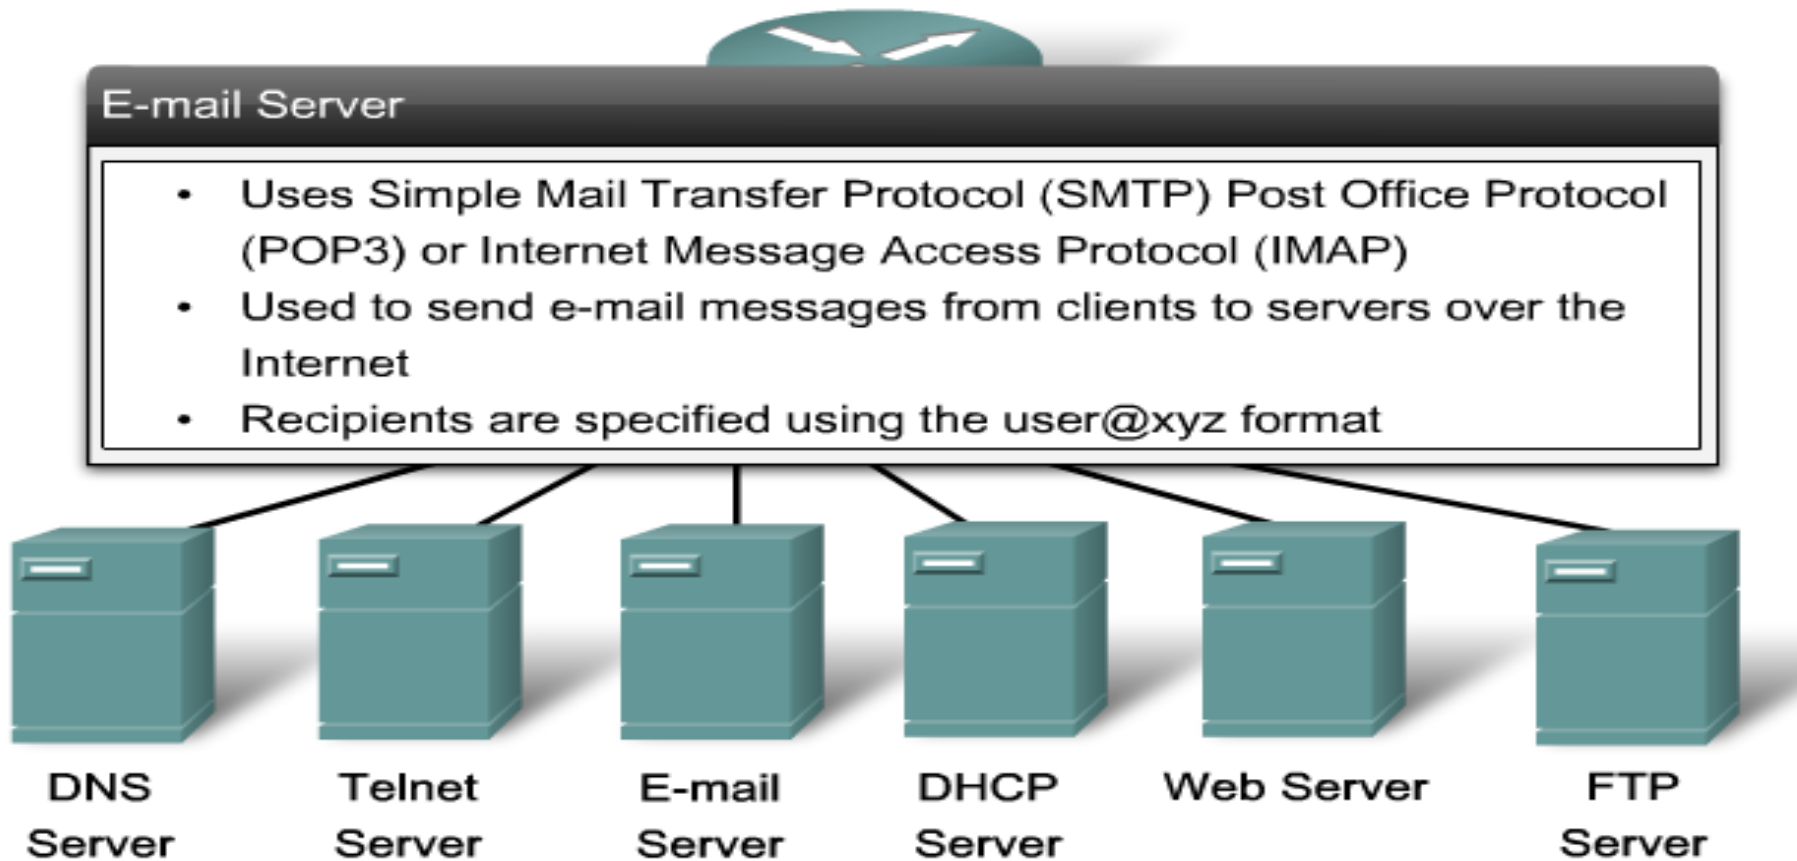 E-mail Server
• Uses Simple Mail Transfer Protocol (SMTP) Post Office Protocol
(POP3) or Internet Message Access Protocol (IMAP)
• Used to send e-mail messages from clients to servers over the
Internet
• Recipients are specified using the user@xyz format
DNS
Server
Telnet
Server
E-mail
Server
DHCP
Server
Web Server
FTP
Server